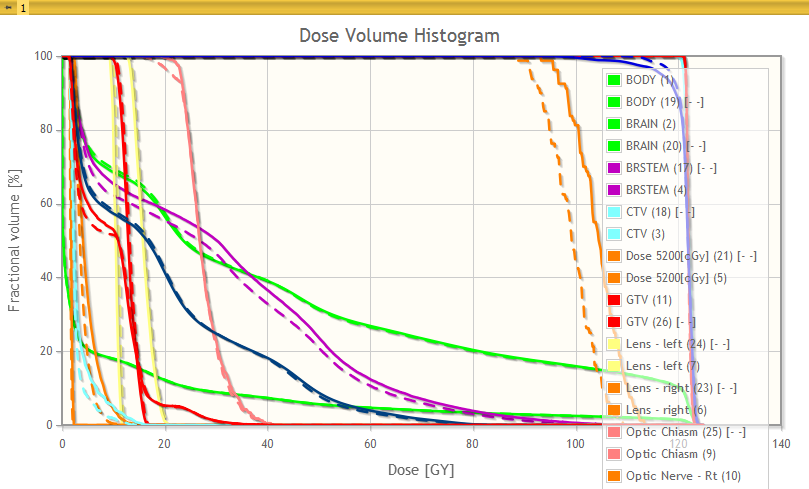 1
Dose Volume Histogram
Fractional volume [%]
100
80
60
40
20
0
0 20 40 60 80 100 120 140
Dose [GY]
BODY (1)
BODY (19) [- -]
BRAIN (2)
BRAIN (20) [- -]
BRSTEM (17) [- -]
BRSTEM (4)
CTV (18) [- -]
CTV (3)
Dose 5200[cGy] (21) [- -]
Dose 5200[cGy] (5)
GTV (11)
GTV (26) [- -]
Lens - left (24) [- -]
Lens - left (7)
Lens - right (23) [- -]
Lens - right (6)
Optic Chiasm (25) [- -]
Optic Chiasm (9)
Optic Nerve - Rt (10)